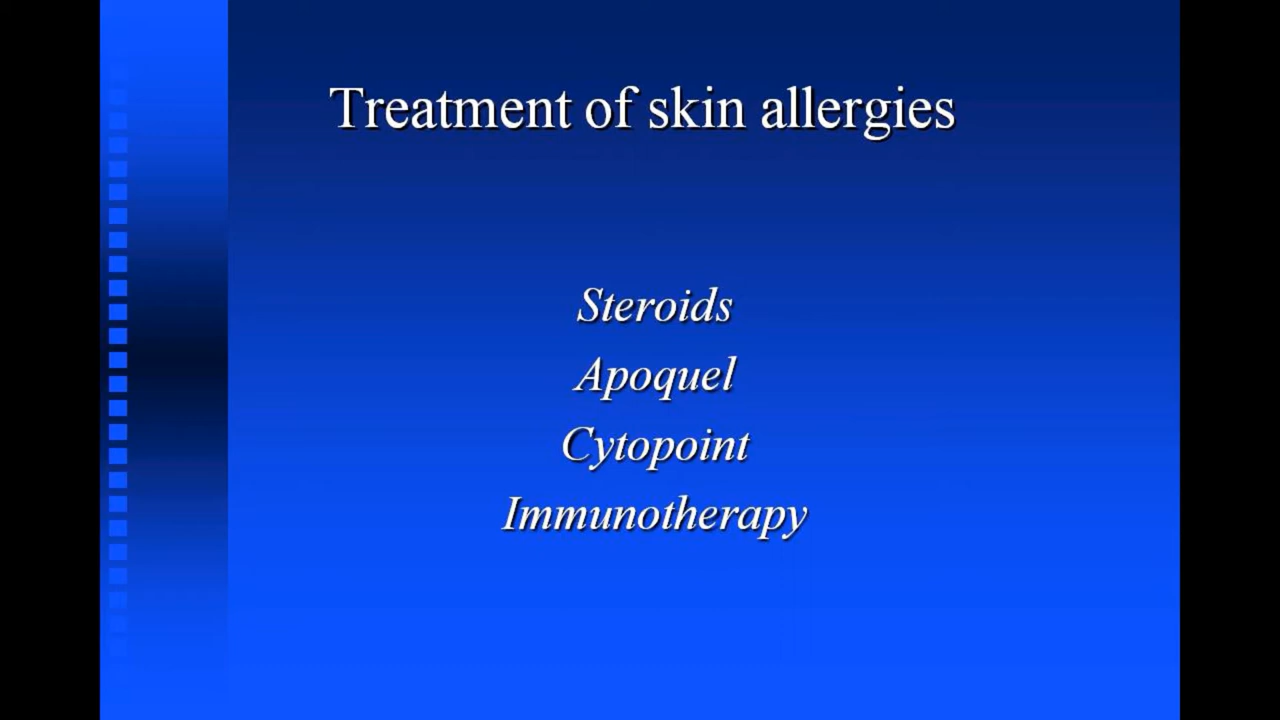 Treatment of skin allergies
Steroids
Apoquel
Cytopoint
Immunotherapy